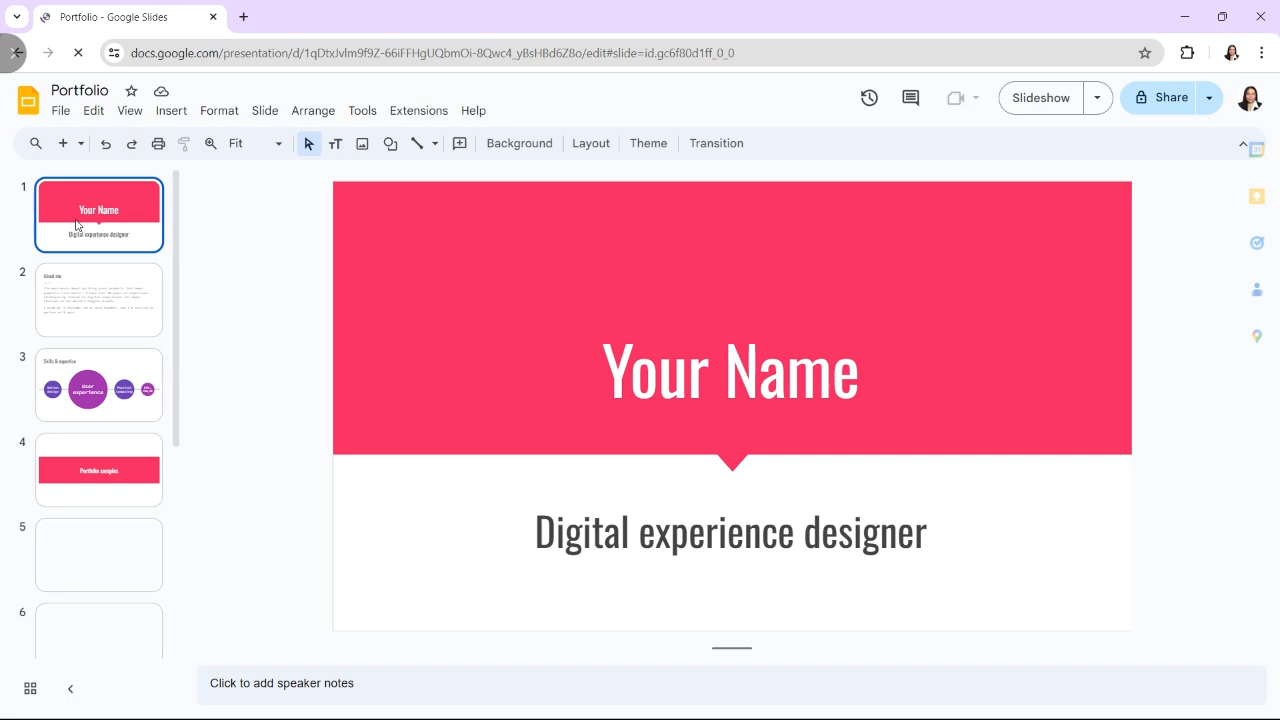 Portfolio - Google Slides
docs.google.com/presentation/d/1qDtxJvlm9f9Z-66iFFHgUQbmOi-8Qwc4_yBsHBd6Z8o/edit#slide=id.gc6f80d1ff_0_0
Portfolio
File Edit View Insert Format Slide Arrange Tools Extensions Help
Slideshow
Share
Fit
Background
Layout
Theme
Transition
31
1
Your Name
Digital experience designer
2
About me
3
Skills & expertise
User
experience
4
Portfolio samples
5
6
Your Name
Digital experience designer
Click to add speaker notes